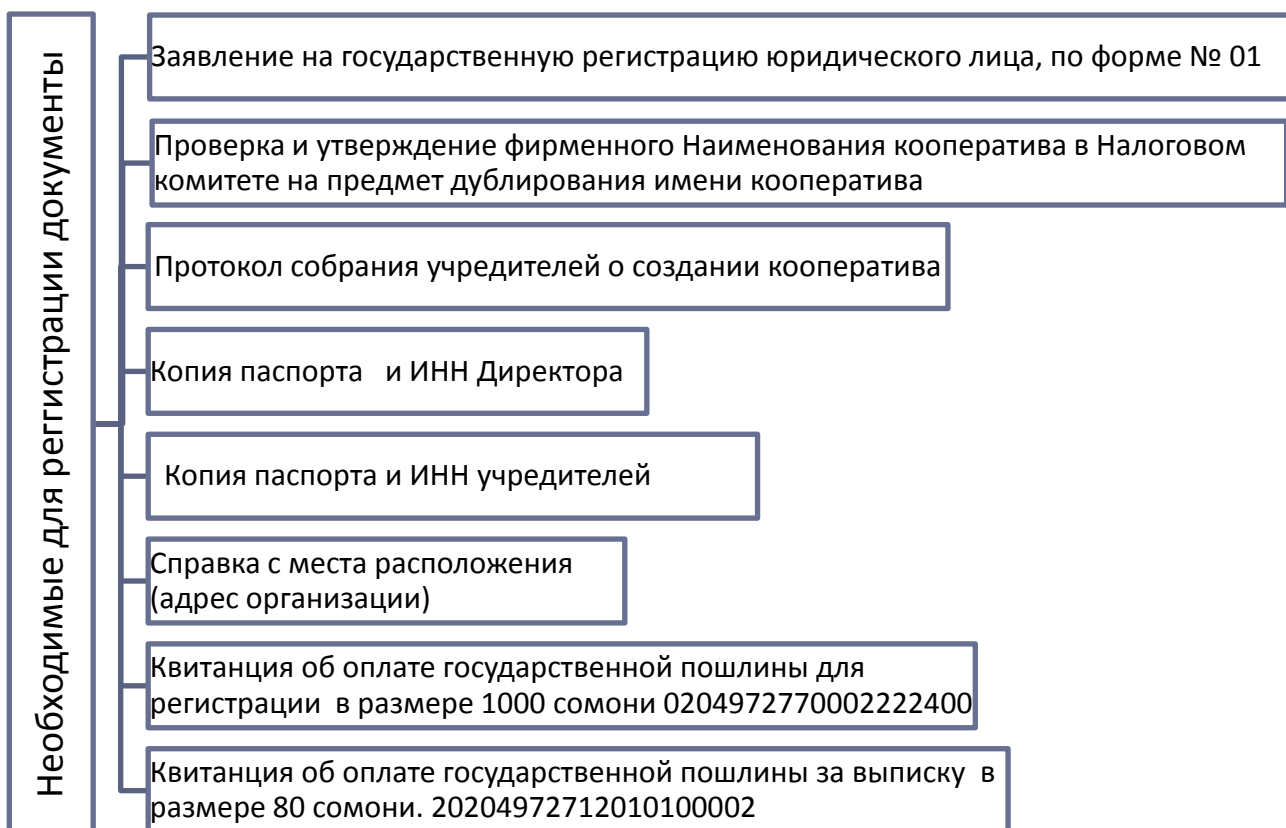 Необходимые для реггистрации документы
Заявление на государственную регистрацию юридического лица, по форме № 01
Проверка и утверждение фирменного Наименования кооператива в Налоговом
комитете на предмет дублирования имени кооператива
Протокол собрания учредителей о создании кооператива
Копия паспорта и ИНН Директора
Копия паспорта и ИНН учредителей
Справка с места расположения
(адрес организации)
Квитанция об оплате государственной пошлины для
регистрации в размере 1000 сомони 0204972770002222400
Квитанция об оплате государственной пошлины за выписку в
размере 80 сомони. 20204972712010100002